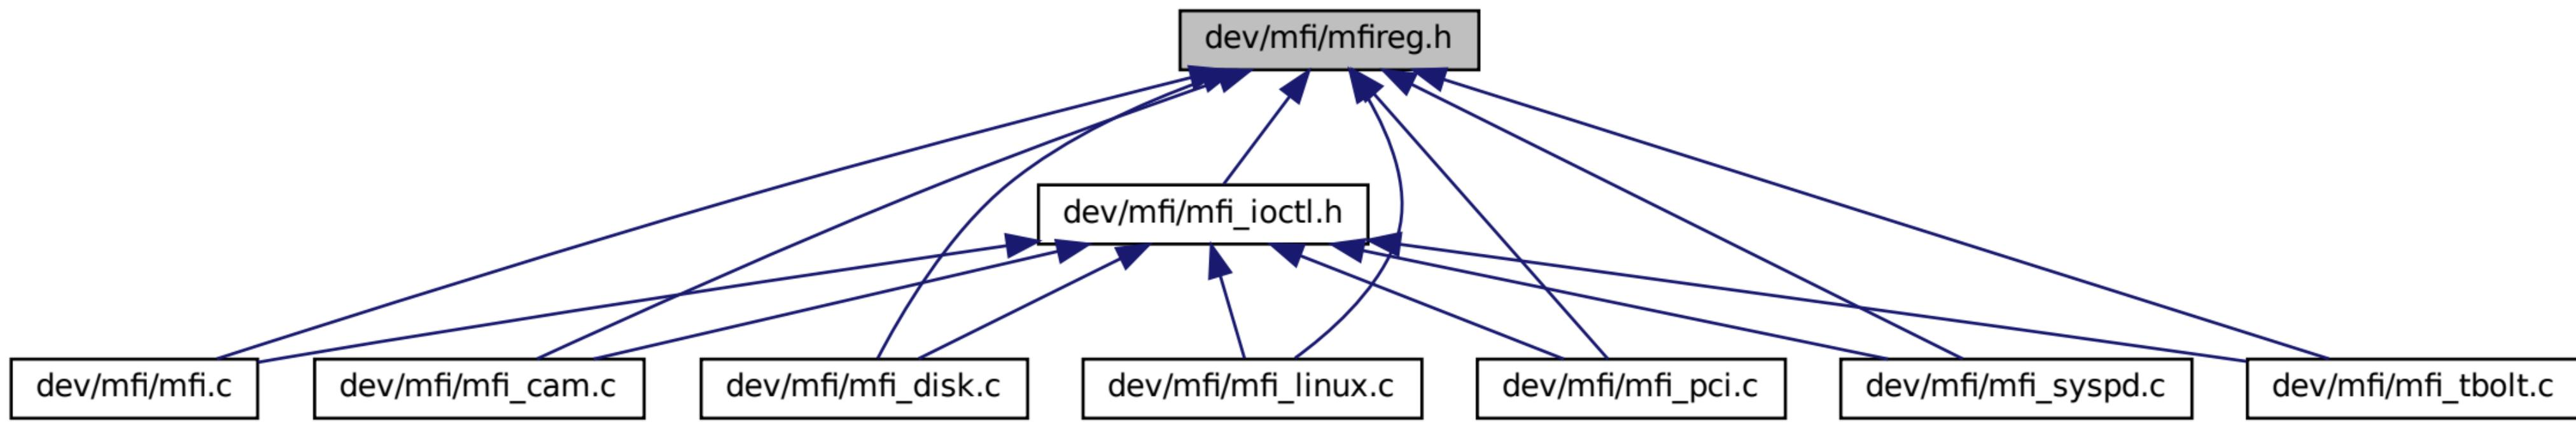 dev/mfi/mfireg.h
dev/mfi/mfi_ioctl.h
dev/mfi/mfi.c
dev/mfi/mfi_cam.c
dev/mfi/mfi_disk.c
dev/mfi/mfi_linux.c
dev/mfi/mfi_pci.c
dev/mfi/mfi_syspd.c
dev/mfi/mfi_tbolt.c